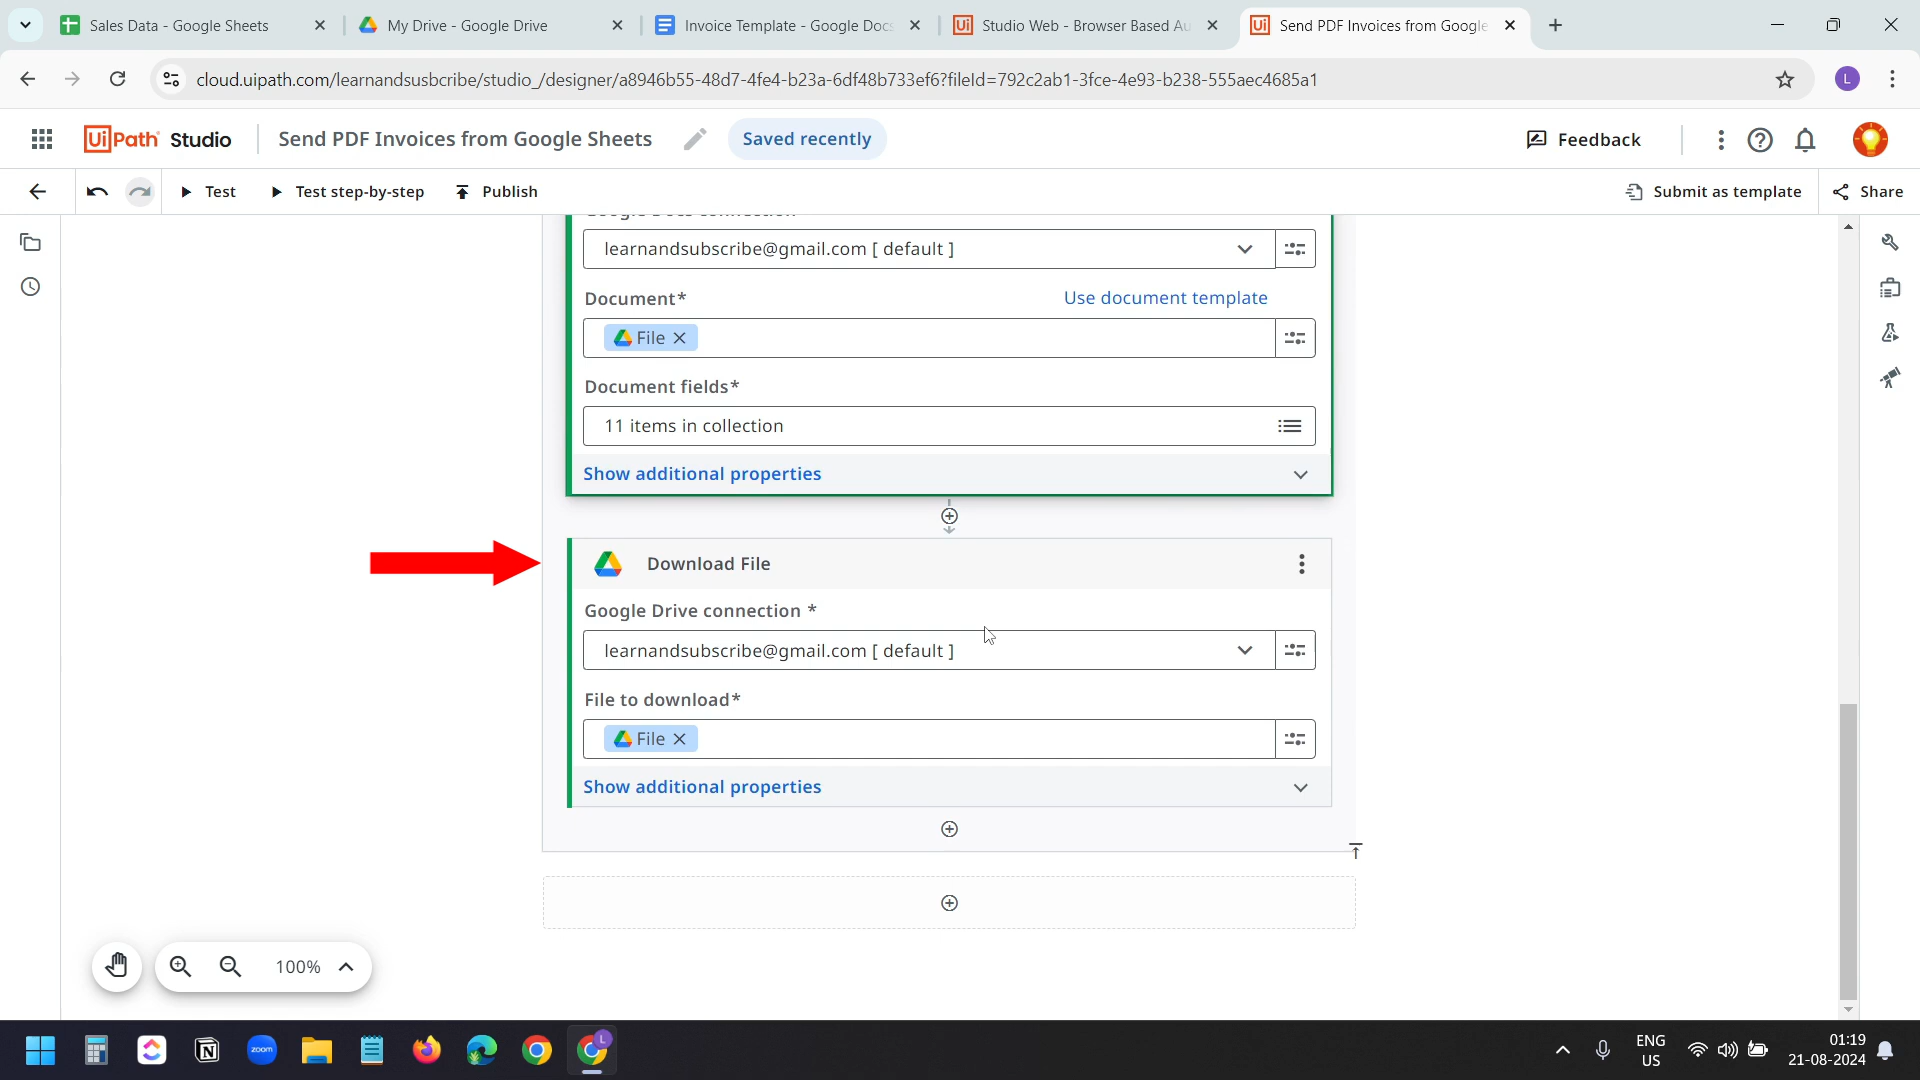 Sales Data - Google Sheets
My Drive - Google Drive
Invoice Template - Google Docs
Studio Web - Browser Based Au
Send PDF Invoices from Google
cloud.uipath.com/learnandsusbcribe/studio_/designer/a8946b55-48d7-4fe4-b23a-6df48b733ef6?fileId=792c2ab1-3fce-4e93-b238-555aec4685a1
L
UiPath Studio
Send PDF Invoices from Google Sheets
Saved recently
Feedback
Test
Test step-by-step
Publish
Submit as template
Share
Google Docs connection
learnandsubscribe@gmail.com [ default ]
Document*
Use document template
File
Document fields*
11 items in collection
Show additional properties
Download File
Google Drive connection *
learnandsubscribe@gmail.com [ default ]
File to download*
File
Show additional properties
100%
zoom
L
ENG
US
01:19
21-08-2024